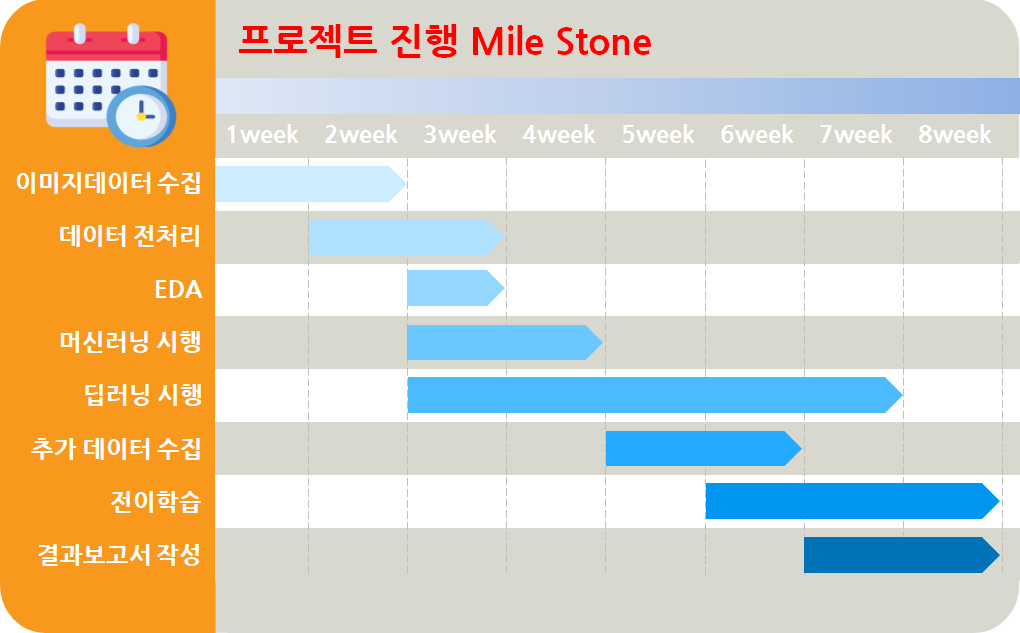 프로젝트 진행 Mile Stone
1week 2week 3week 4week 5week 6week 7week 8week
이미지데이터 수집
데이터 전처리
EDA
머신러닝 시행
딥러닝 시행
추가 데이터 수집
전이학습
결과보고서 작성